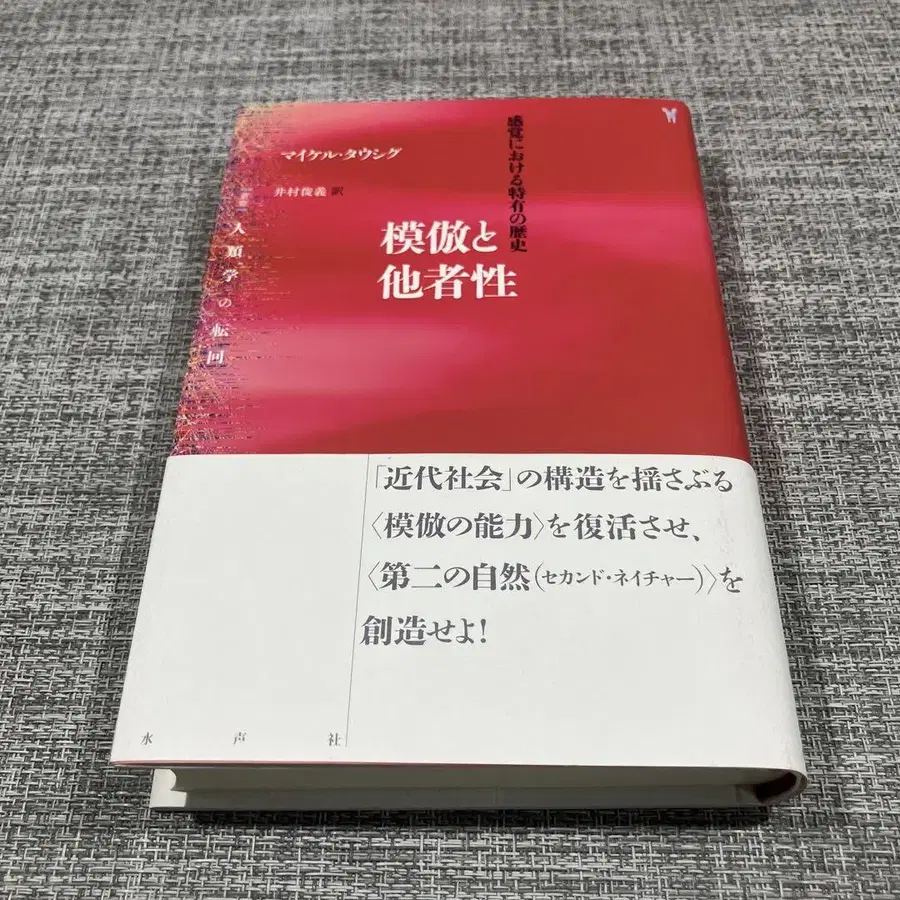 マイケル・タウシグ
井村俊義 訳
感覚における特有の歴史
模倣と
他者性
叢書
人類学の転回
「近代社会」の構造を揺さぶる
〈模倣の能力〉を復活させ、
〈第二の自然(セカンド・ネイチャー)〉を
創造せよ!
水声社